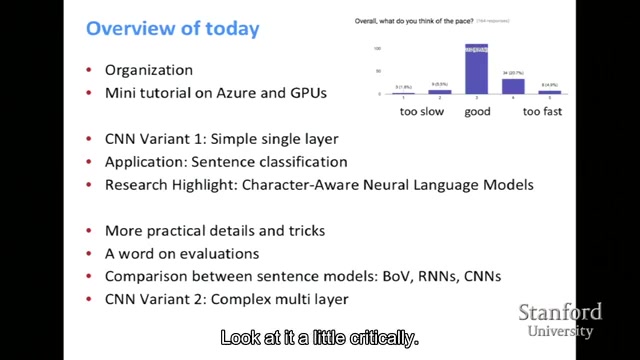 Overview of today
Overall, what do you think of the pace? (164 responses)
100
50
0
3 (1.8%)
9 (5.5%)
34 (20.7%)
8 (4.9%)
1
2
3
4
5
too slow
good
too fast
• Organization
• Mini tutorial on Azure and GPUs
• CNN Variant 1: Simple single layer
• Application: Sentence classification
• Research Highlight: Character-Aware Neural Language Models
• More practical details and tricks
• A word on evaluations
• Comparison between sentence models: BoV, RNNs, CNNs
• CNN Variant 2: Complex multi layer
Stanford
University
Look at it a little critically.